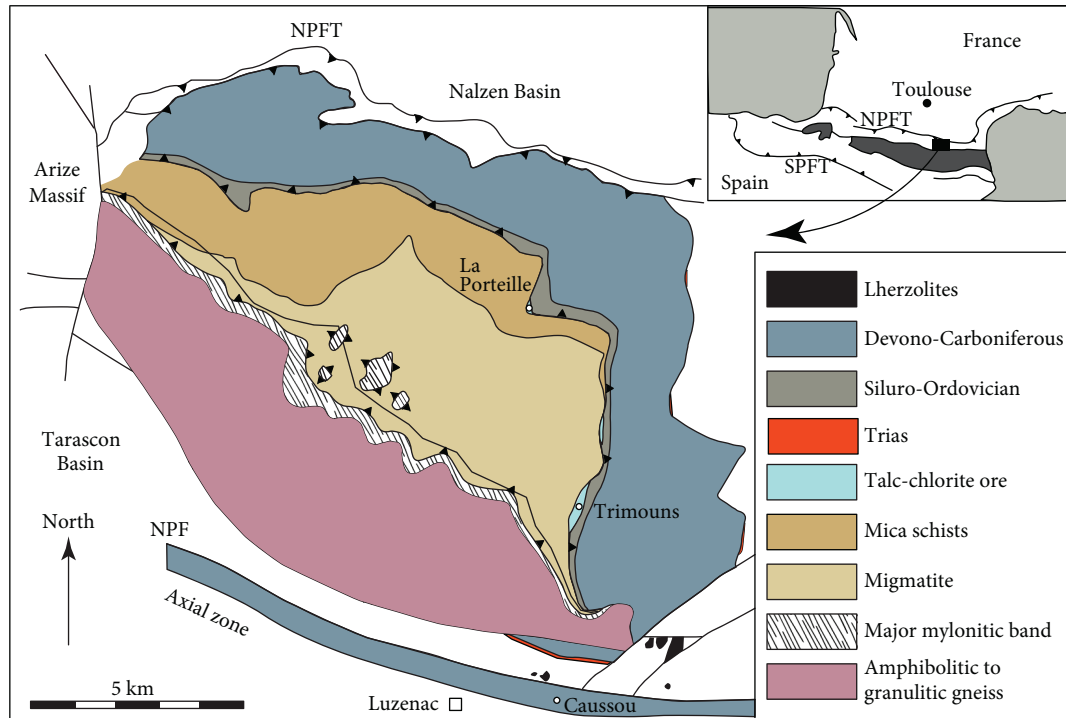 NPFT
Nalzen Basin
Arize
Massif
La
Porteille
Tarascon
Basin
Trimouns
North
NPF
Axial zone
5 km
Luzenac
Caussou
France
Toulouse
NPFT
SPFT
Spain
Lherzolites
Devono-Carboniferous
Siluro-Ordovician
Trias
Talc-chlorite ore
Mica schists
Migmatite
Major mylonitic band
Amphibolitic to
granulitic gneiss